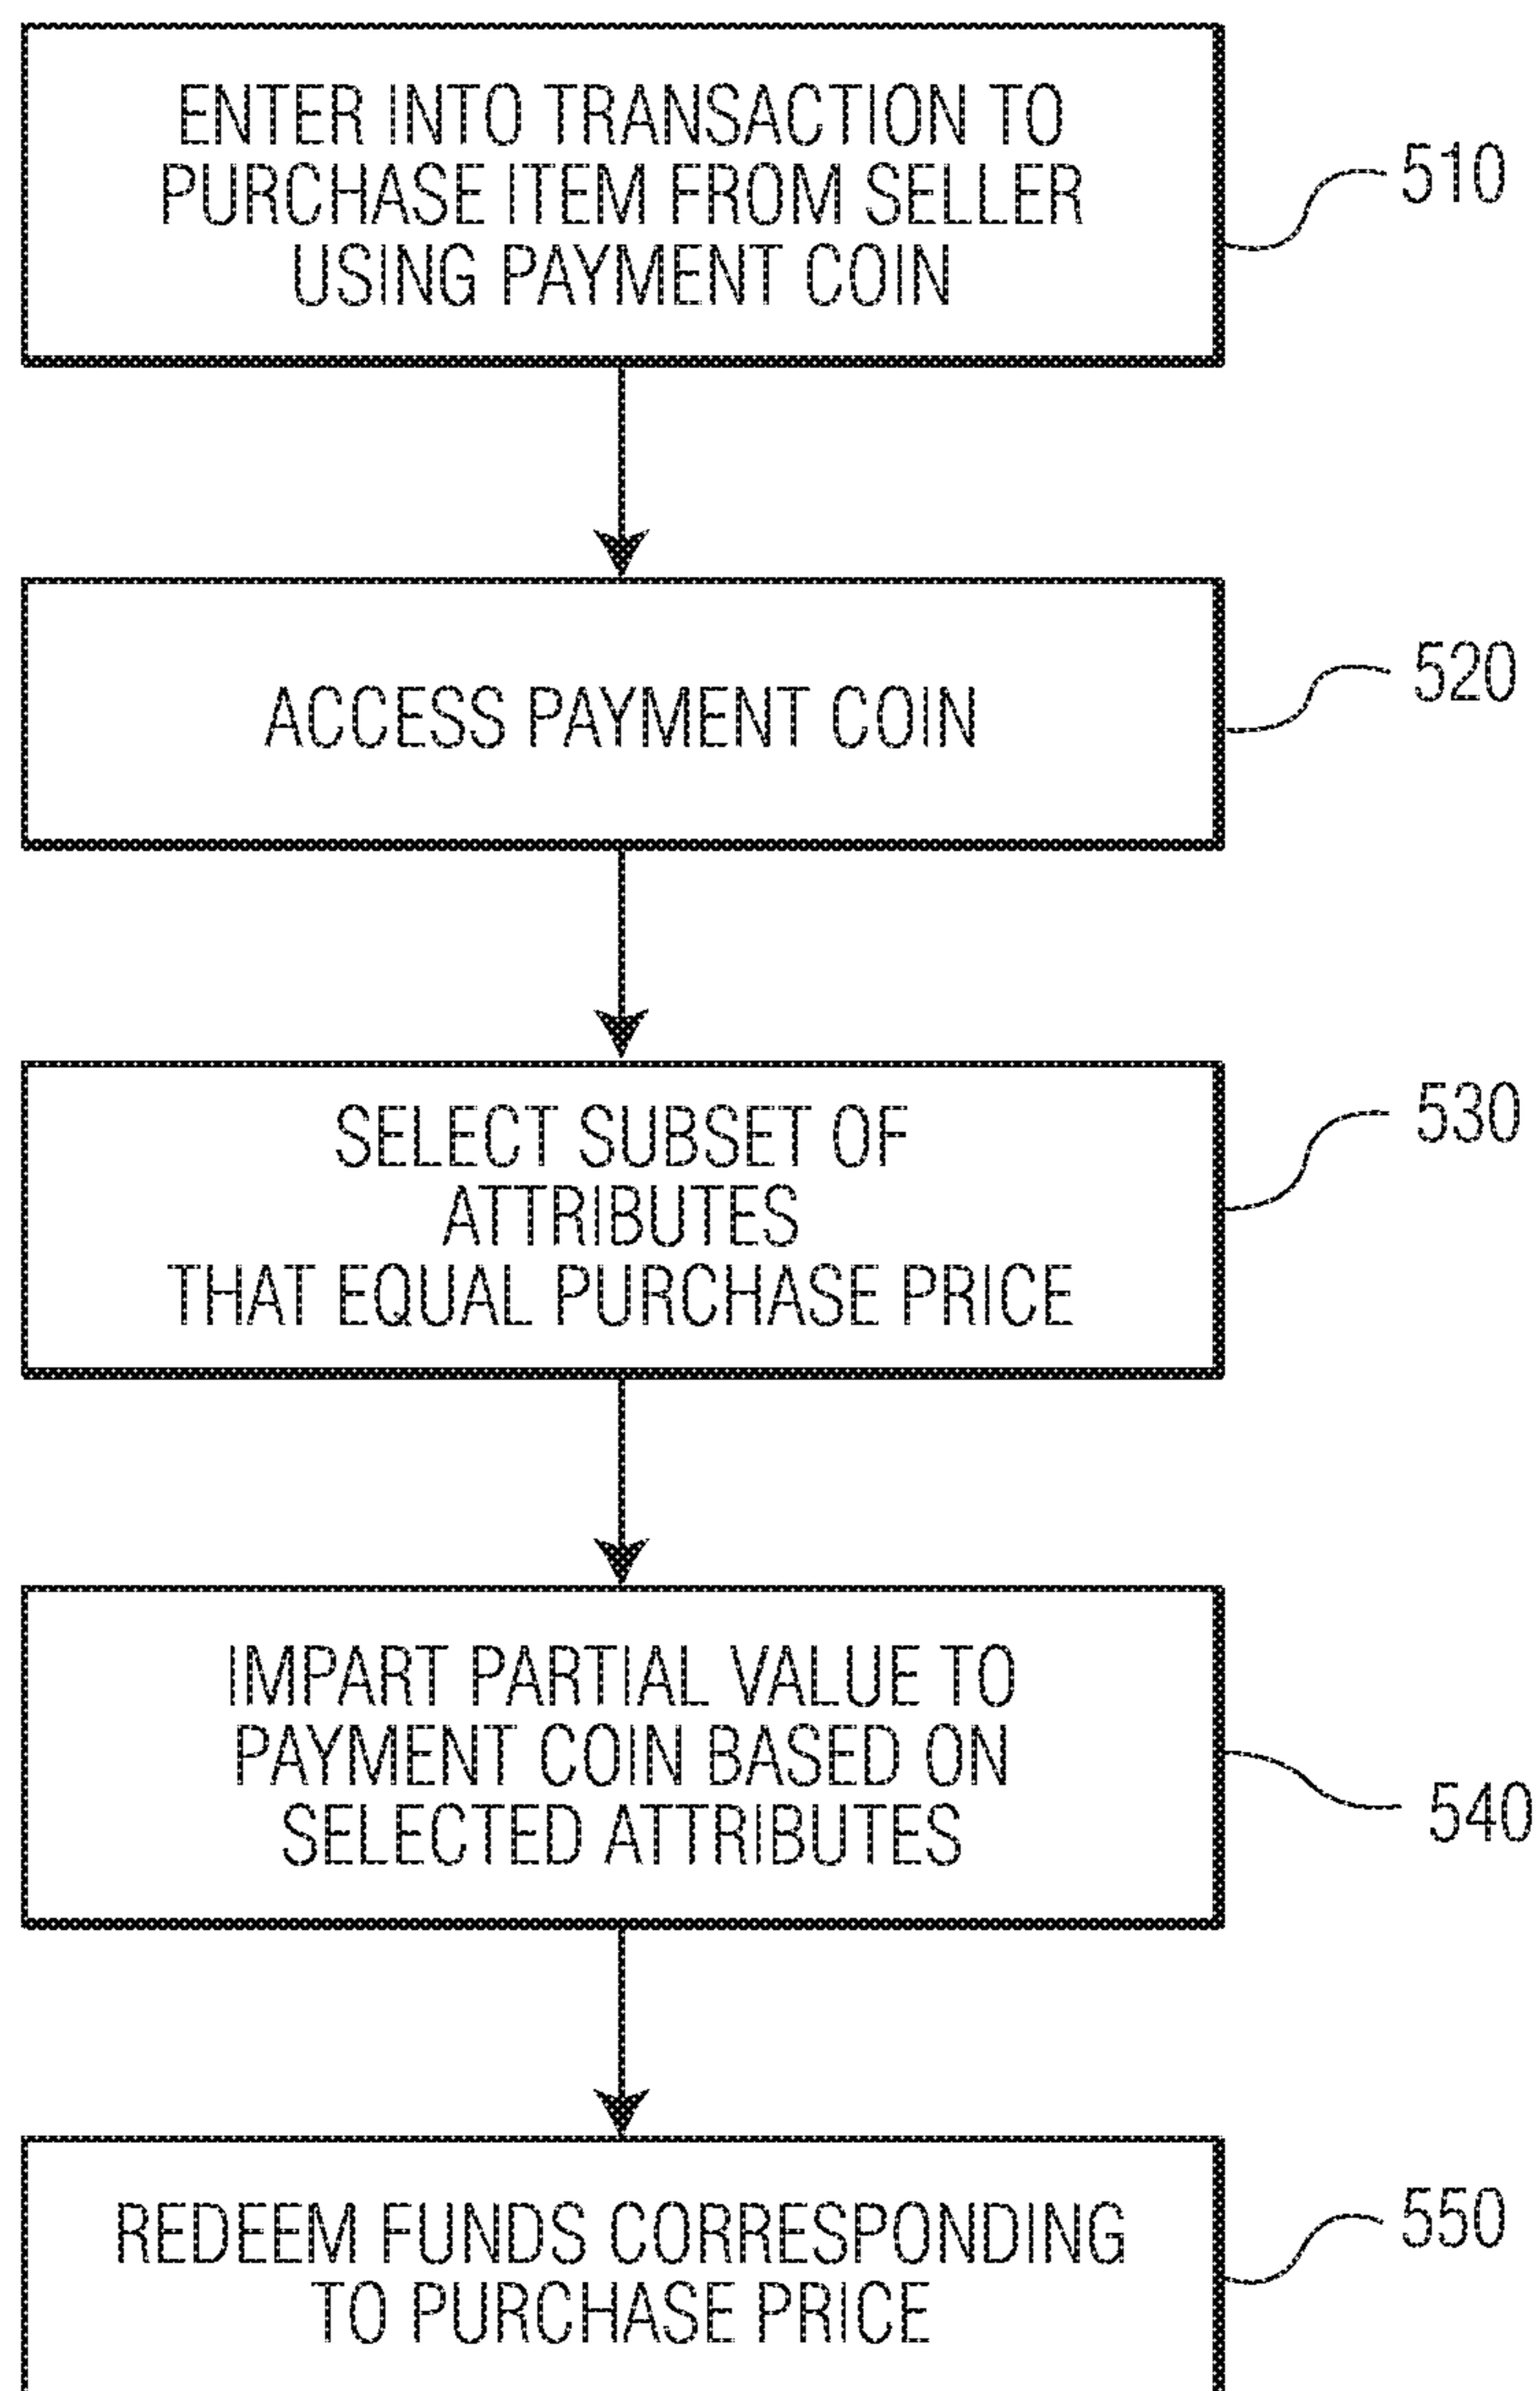 ENTER INTO TRANSACTION TO
PURCHASE ITEM FROM SELLER
USING PAYMENT COIN
510
ACCESS PAYMENT COIN
520
SELECT SUBSET OF
ATTRIBUTES
THAT EQUAL PURCHASE PRICE
530
IMPART PARTIAL VALUE TO
PAYMENT COIN BASED ON
SELECTED ATTRIBUTES
540
REDEEM FUNDS CORRESPONDING
TO PURCHASE PRICE
550